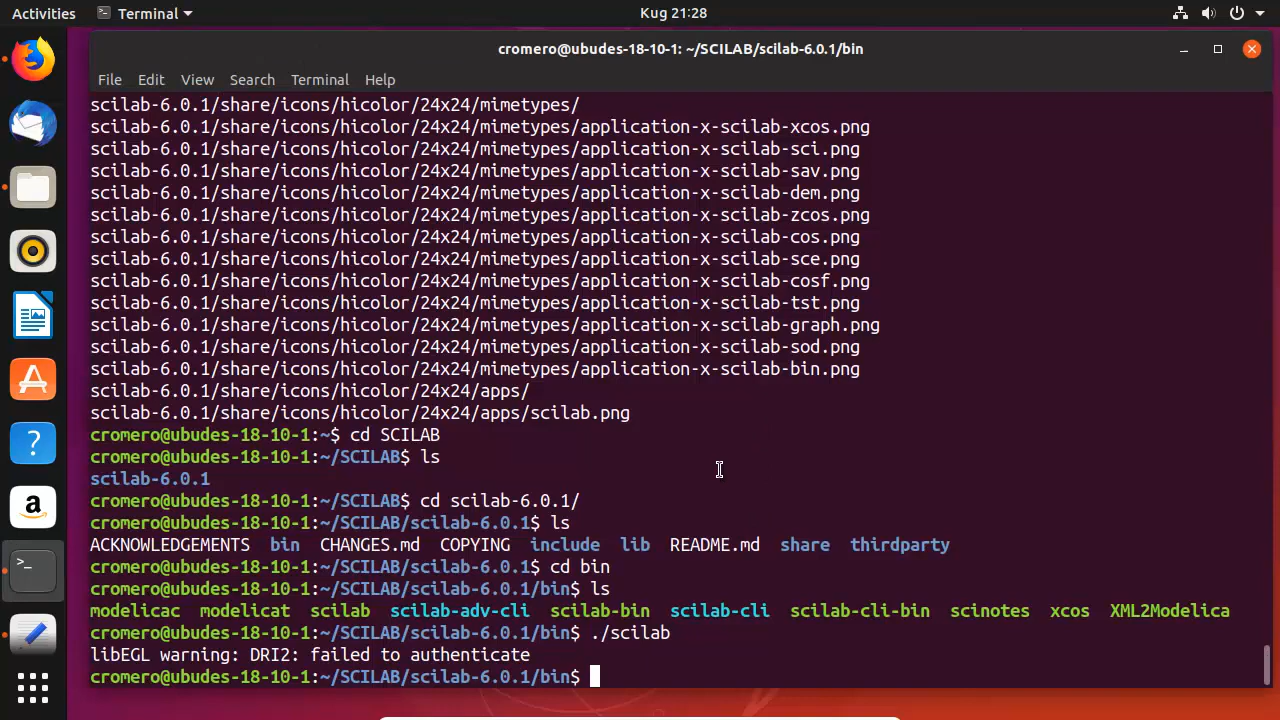 Activities Terminal Kug 21:28
cromero@ubudes-18-10-1: ~/SCILAB/scilab-6.0.1/bin
File Edit View Search Terminal Help
scilab-6.0.1/share/icons/hicolor/24x24/mimetypes/
scilab-6.0.1/share/icons/hicolor/24x24/mimetypes/application-x-scilab-xcos.png
scilab-6.0.1/share/icons/hicolor/24x24/mimetypes/application-x-scilab-sci.png
scilab-6.0.1/share/icons/hicolor/24x24/mimetypes/application-x-scilab-sav.png
scilab-6.0.1/share/icons/hicolor/24x24/mimetypes/application-x-scilab-dem.png
scilab-6.0.1/share/icons/hicolor/24x24/mimetypes/application-x-scilab-zcos.png
scilab-6.0.1/share/icons/hicolor/24x24/mimetypes/application-x-scilab-cos.png
scilab-6.0.1/share/icons/hicolor/24x24/mimetypes/application-x-scilab-sce.png
scilab-6.0.1/share/icons/hicolor/24x24/mimetypes/application-x-scilab-cosf.png
scilab-6.0.1/share/icons/hicolor/24x24/mimetypes/application-x-scilab-tst.png
scilab-6.0.1/share/icons/hicolor/24x24/mimetypes/application-x-scilab-graph.png
scilab-6.0.1/share/icons/hicolor/24x24/mimetypes/application-x-scilab-sod.png
scilab-6.0.1/share/icons/hicolor/24x24/mimetypes/application-x-scilab-bin.png
scilab-6.0.1/share/icons/hicolor/24x24/apps/
scilab-6.0.1/share/icons/hicolor/24x24/apps/scilab.png
cromero@ubudes-18-10-1:~$ cd SCILAB
cromero@ubudes-18-10-1:~/SCILAB$ ls
scilab-6.0.1
cromero@ubudes-18-10-1:~/SCILAB$ cd scilab-6.0.1/
cromero@ubudes-18-10-1:~/SCILAB/scilab-6.0.1$ ls
ACKNOWLEDGEMENTS bin CHANGES.md COPYING include lib README.md share thirdparty
cromero@ubudes-18-10-1:~/SCILAB/scilab-6.0.1$ cd bin
cromero@ubudes-18-10-1:~/SCILAB/scilab-6.0.1/bin$ ls
modelicac modelicat scilab scilab-adv-cli scilab-bin scilab-cli scilab-cli-bin scinotes xcos XML2Modelica
cromero@ubudes-18-10-1:~/SCILAB/scilab-6.0.1/bin$ ./scilab
libEGL warning: DRI2: failed to authenticate
cromero@ubudes-18-10-1:~/SCILAB/scilab-6.0.1/bin$